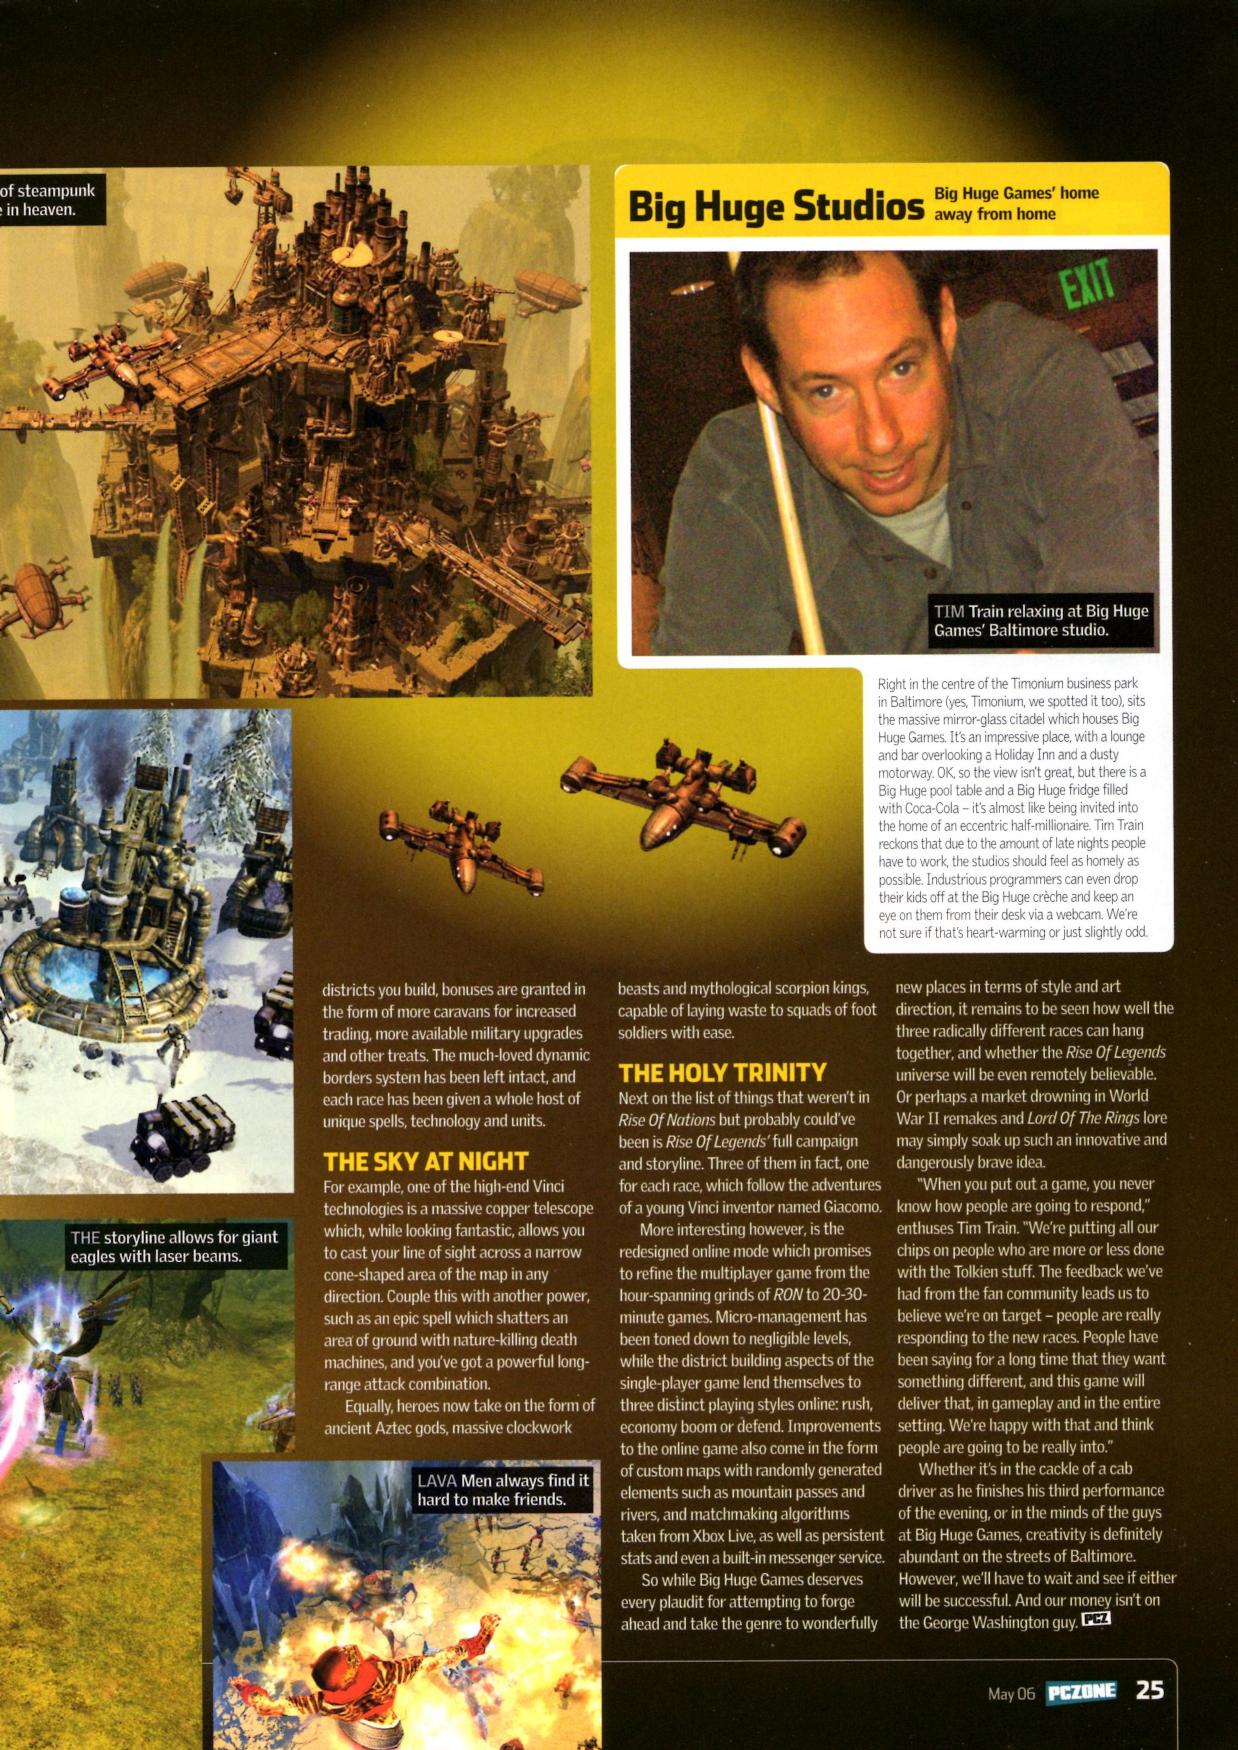 of steampunk
in heaven.
Big Huge Studios
Big Huge Games' home
away from home
EXIT
TIM Train relaxing at Big Huge
Games' Baltimore studio.
Right in the centre of the Timonium business park
in Baltimore (yes, Timonium, we spotted it too), sits
the massive mirror-glass citadel which houses Big
Huge Games. It's an impressive place, with a lounge
and bar overlooking a Holiday Inn and a dusty
motorway. OK, so the view isn't great, but there is a
Big Huge pool table and a Big Huge fridge filled
with Coca-Cola – it's almost like being invited into
the home of an eccentric half-millionaire. Tim Train
reckons that due to the amount of late nights people
have to work, the studios should feel as homely as
possible. Industrious programmers can even drop
their kids off at the Big Huge crèche and keep an
eye on them from their desk via a webcam. We're
not sure if that's heart-warming or just slightly odd.
THE storyline allows for giant
eagles with laser beams.
districts you build, bonuses are granted in
the form of more caravans for increased
trading, more available military upgrades
and other treats. The much-loved dynamic
borders system has been left intact, and
each race has been given a whole host of
unique spells, technology and units.
THE SKY AT NIGHT
For example, one of the high-end Vinci
technologies is a massive copper telescope
which, while looking fantastic, allows you
to cast your line of sight across a narrow
cone-shaped area of the map in any
direction. Couple this with another power,
such as an epic spell which shatters an
area of ground with nature-killing death
machines, and you've got a powerful long-
range attack combination.
Equally, heroes now take on the form of
ancient Aztec gods, massive clockwork
LAVA Men always find it
hard to make friends.
beasts and mythological scorpion kings,
capable of laying waste to squads of foot
soldiers with ease.
THE HOLY TRINITY
Next on the list of things that weren't in
Rise Of Nations but probably could've
been is Rise Of Legends' full campaign
and storyline. Three of them in fact, one
for each race, which follow the adventures
of a young Vinci inventor named Giacomo.
More interesting however, is the
redesigned online mode which promises
to refine the multiplayer game from the
hour-spanning grinds of RON to 20-30-
minute games. Micro-management has
been toned down to negligible levels,
while the district building aspects of the
single-player game lend themselves to
three distinct playing styles online: rush,
economy boom or defend. Improvements
to the online game also come in the form
of custom maps with randomly generated
elements such as mountain passes and
rivers, and matchmaking algorithms
taken from Xbox Live, as well as persistent
stats and even a built-in messenger service.
So while Big Huge Games deserves
every plaudit for attempting to forge
ahead and take the genre to wonderfully
new places in terms of style and art
direction, it remains to be seen how well the
three radically different races can hang
together, and whether the Rise Of Legends
universe will be even remotely believable.
Or perhaps a market drowning in World
War II remakes and Lord Of The Rings lore
may simply soak up such an innovative and
dangerously brave idea.
"When you put out a game, you never
know how people are going to respond,"
enthuses Tim Train. "We're putting all our
chips on people who are more or less done
with the Tolkien stuff. The feedback we've
had from the fan community leads us to
believe we're on target – people are really
responding to the new races. People have
been saying for a long time that they want
something different, and this game will
deliver that, in gameplay and in the entire
setting. We're happy with that and think
people are going to be really into."
Whether it's in the cackle of a cab
driver as he finishes his third performance
of the evening, or in the minds of the guys
at Big Huge Games, creativity is definitely
abundant on the streets of Baltimore.
However, we'll have to wait and see if either
will be successful. And our money isn't on
the George Washington guy. PCZ
May 06 PCZONE 25